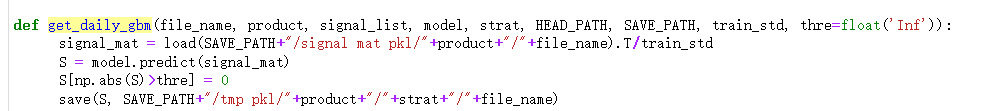 def get_daily_gbm(file_name, product, signal_list, model, strat, HEAD_PATH, SAVE_PATH, train_std, thre=float('Inf')):
    signal_mat = load(SAVE_PATH+"/signal mat pkl/"+product+"/"+file_name).T/train_std
    S = model.predict(signal_mat)
    S[np.abs(S)>thre] = 0
    save(S, SAVE_PATH+"/tmp pkl/"+product+"/"+strat+"/"+file_name)